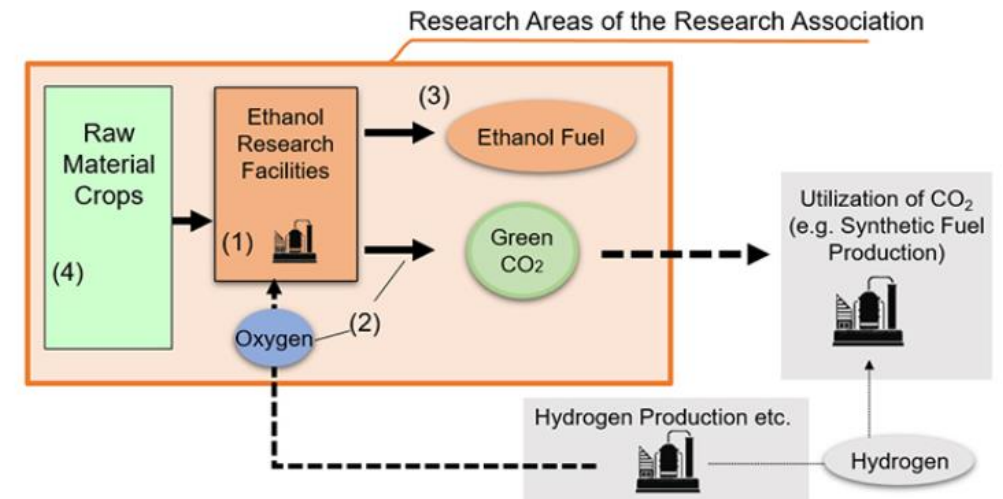 Research Areas of the Research Association
Raw
Material
Crops
(4)
Ethanol
Research
Facilities
(1)
(3)
Ethanol Fuel
Green
CO₂
Oxygen
(2)
Utilization of CO₂
(e.g. Synthetic Fuel
Production)
Hydrogen Production etc.
Hydrogen